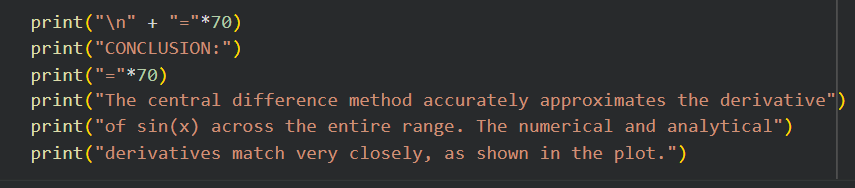 print("\n" + "="*70)
print("CONCLUSION:")
print("="*70)
print("The central difference method accurately approximates the derivative")
print("of sin(x) across the entire range. The numerical and analytical")
print("derivatives match very closely, as shown in the plot.")